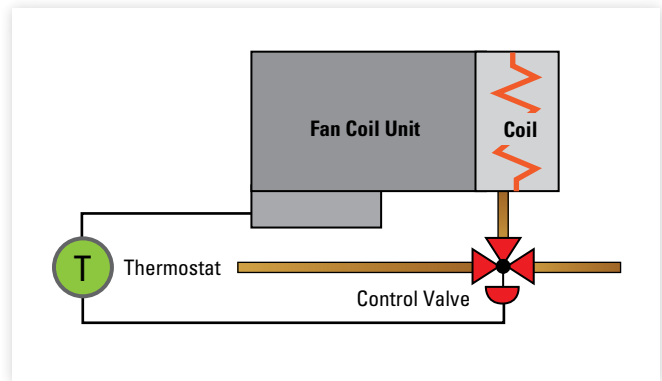 Fan Coil Unit
Coil
T
Thermostat
Control Valve